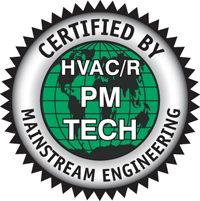 CERTIFIED BY
HVAC/R
PM
TECH
MAINSTREAM ENGINEERING